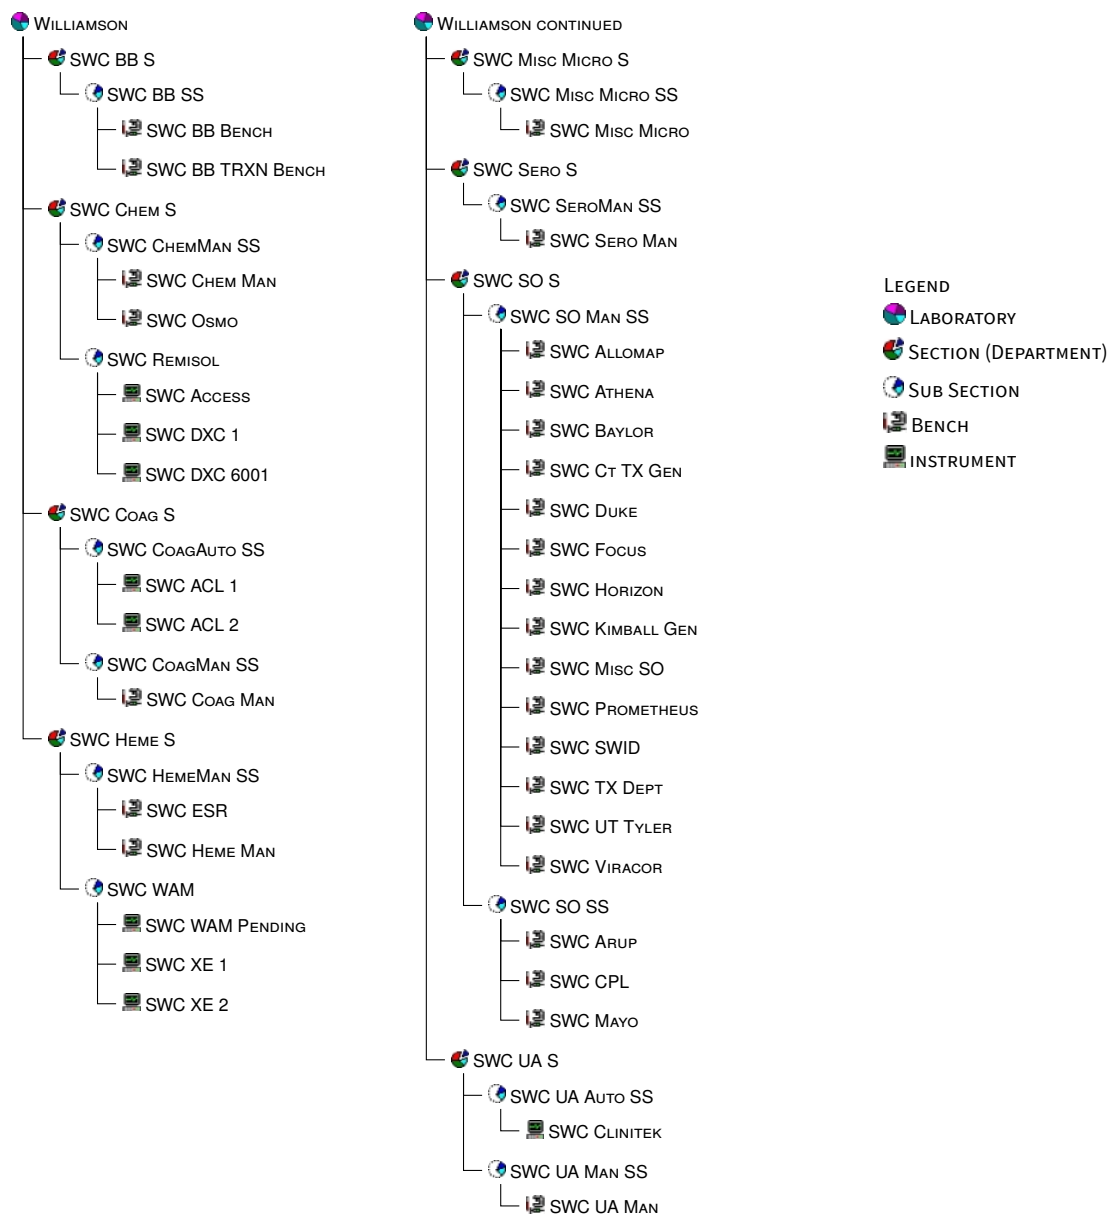 Williamson
SWC BB S
SWC BB SS
SWC BB Bench
SWC BB TRXN Bench
SWC Chem S
SWC ChemMan SS
SWC Chem Man
SWC Osmo
SWC Remisol
SWC Access
SWC DXC 1
SWC DXC 6001
SWC Coag S
SWC CoagAuto SS
SWC ACL 1
SWC ACL 2
SWC CoagMan SS
SWC Coag Man
SWC Heme S
SWC HemeMan SS
SWC ESR
SWC Heme Man
SWC WAM
SWC WAM Pending
SWC XE 1
SWC XE 2
Williamson continued
SWC Misc Micro S
SWC Misc Micro SS
SWC Misc Micro
SWC Sero S
SWC SeroMan SS
SWC Sero Man
SWC SO S
SWC SO Man SS
SWC Allomap
SWC Athena
SWC Baylor
SWC Ct TX Gen
SWC Duke
SWC Focus
SWC Horizon
SWC Kimball Gen
SWC Misc SO
SWC Prometheus
SWC SWID
SWC TX Dept
SWC UT Tyler
SWC Viracor
SWC SO SS
SWC Arup
SWC CPL
SWC Mayo
SWC UA S
SWC UA Auto SS
SWC Clinitek
SWC UA Man SS
SWC UA Man
Legend
Laboratory
Section (Department)
Sub Section
Bench
instrument